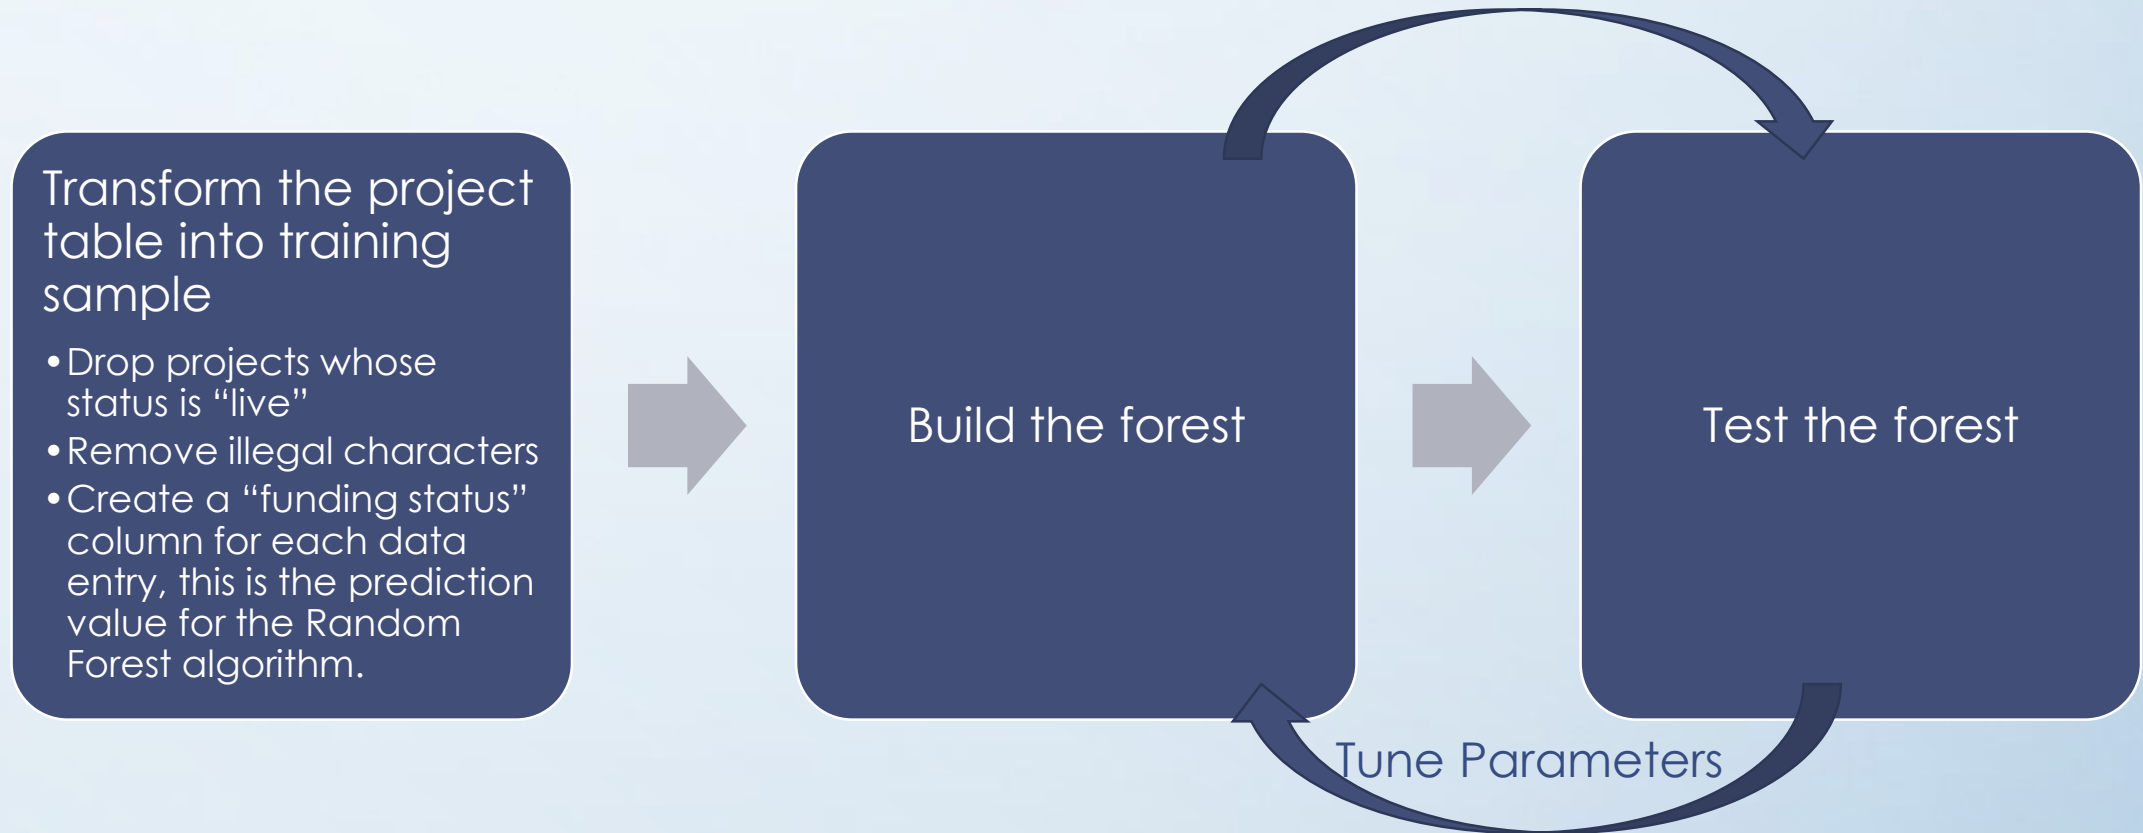 Transform the project
table into training
sample
•Drop projects whose
status is “live”
•Remove illegal characters
•Create a “funding status”
column for each data
entry, this is the prediction
value for the Random
Forest algorithm.
Build the forest
Test the forest
Tune Parameters